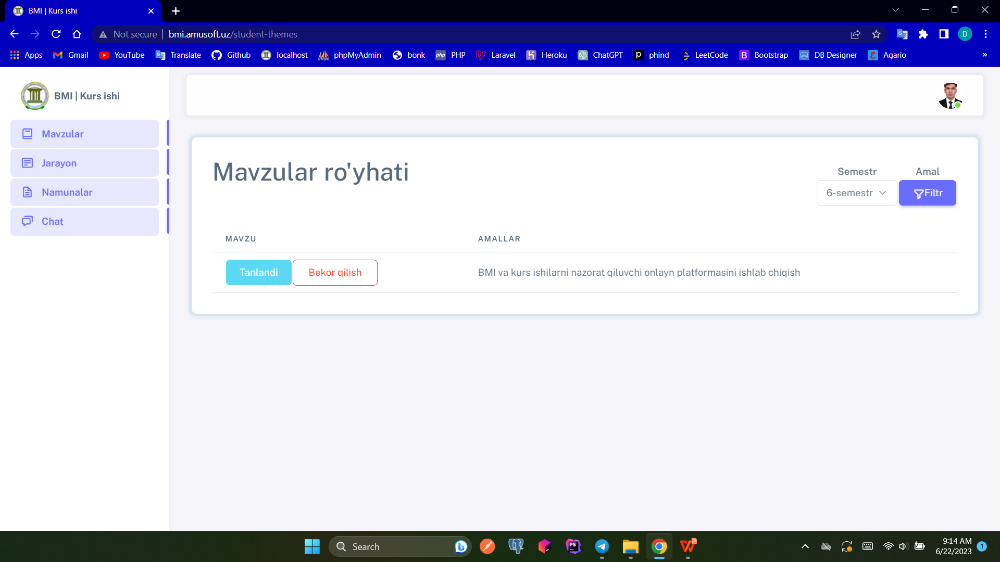 BMI | Kurs ishi
Not secure | bmi.amusoft.uz/student-themes
D
Apps Gmail YouTube Translate Github localhost phpMyAdmin bonk php PHP Laravel Heroku ChatGPT phind LeetCode B Bootstrap DB Designer Agario »
BMI | Kurs ishi
Mavzular
Jarayon
Namunalar
Chat
Mavzular ro'yhati
Semestr Amal
6-semestr Filtr
MAVZU AMALLAR
Tanlandi Bekor qilish BMI va kurs ishilarni nazorat qiluvchi onlayn platformasini ishlab chiqish
Search
PS
9:14 AM
6/22/2023
1